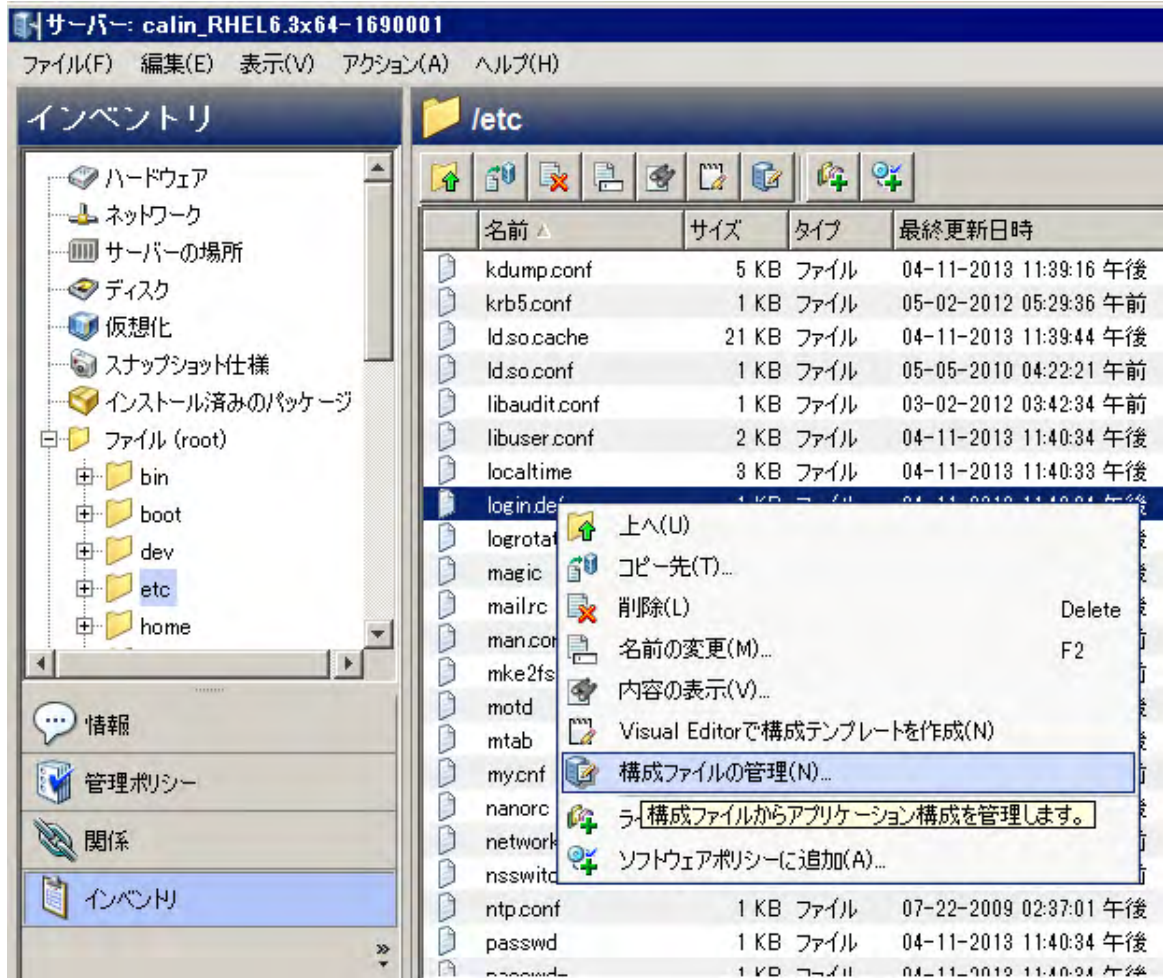 サーバー: calin_RHEL6.3x64-1690001
ファイル(F) 編集(E) 表示(V) アクション(A) ヘルプ(H)
インベントリ
ハードウェア
ネットワーク
サーバーの場所
ディスク
仮想化
スナップショット仕様
インストール済みのパッケージ
ファイル (root)
bin
boot
dev
etc
home
情報
管理ポリシー
関係
インベントリ
/etc
名前 サイズ タイプ 最終更新日時
kdump.conf 5 KB ファイル 04-11-2013 11:39:16 午後
krb5.conf 1 KB ファイル 05-02-2012 05:29:36 午前
ld.so.cache 21 KB ファイル 04-11-2013 11:39:44 午後
ld.so.conf 1 KB ファイル 05-05-2010 04:22:21 午前
libaudit.conf 1 KB ファイル 03-02-2012 03:42:34 午前
libuser.conf 2 KB ファイル 04-11-2013 11:40:34 午後
localtime 3 KB ファイル 04-11-2013 11:40:33 午後
login.de
logrotat
magic
mail.rc
man.cor
mke2fs
motd
mtab
my.cnf
nanorc
network
nsswitc
ntp.conf 1 KB ファイル 07-22-2009 02:37:01 午後
passwd 1 KB ファイル 04-11-2013 11:40:34 午後
上へ(U)
コピー先(T)...
削除(L) Delete
名前の変更(M)... F2
内容の表示(V)...
Visual Editorで構成テンプレートを作成(N)
構成ファイルの管理(N)...
構成ファイルからアプリケーション構成を管理します。
ソフトウェアポリシーに追加(A)...